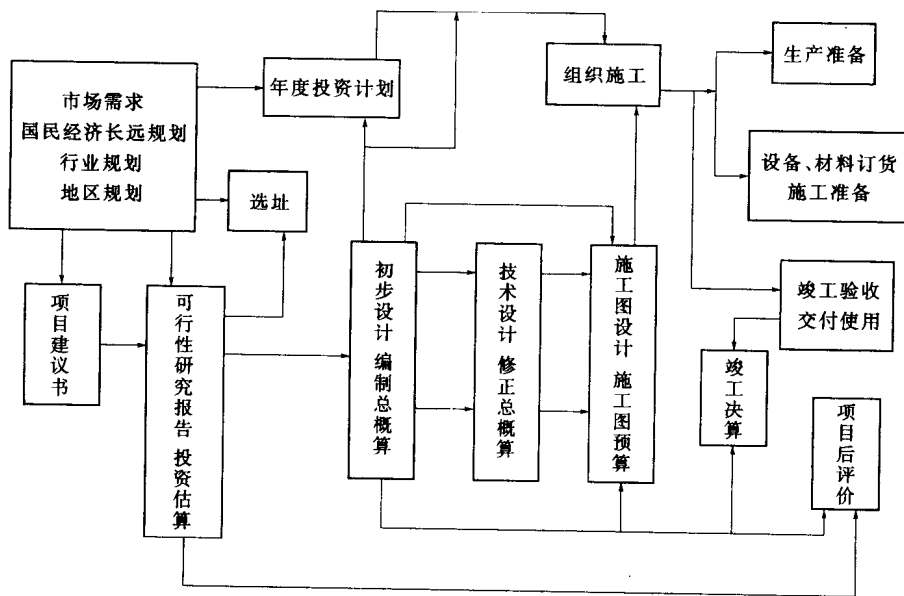 市场需求
国民经济长远规划
行业规划
地区规划
年度投资计划
组织施工
生产准备
设备、材料订货
施工准备
选址
项目建议书
可行性研究报告 投资估算
初步设计 编制总概算
技术设计 修正总概算
施工图设计 施工图预算
竣工验收
交付使用
竣工决算
项目后评价